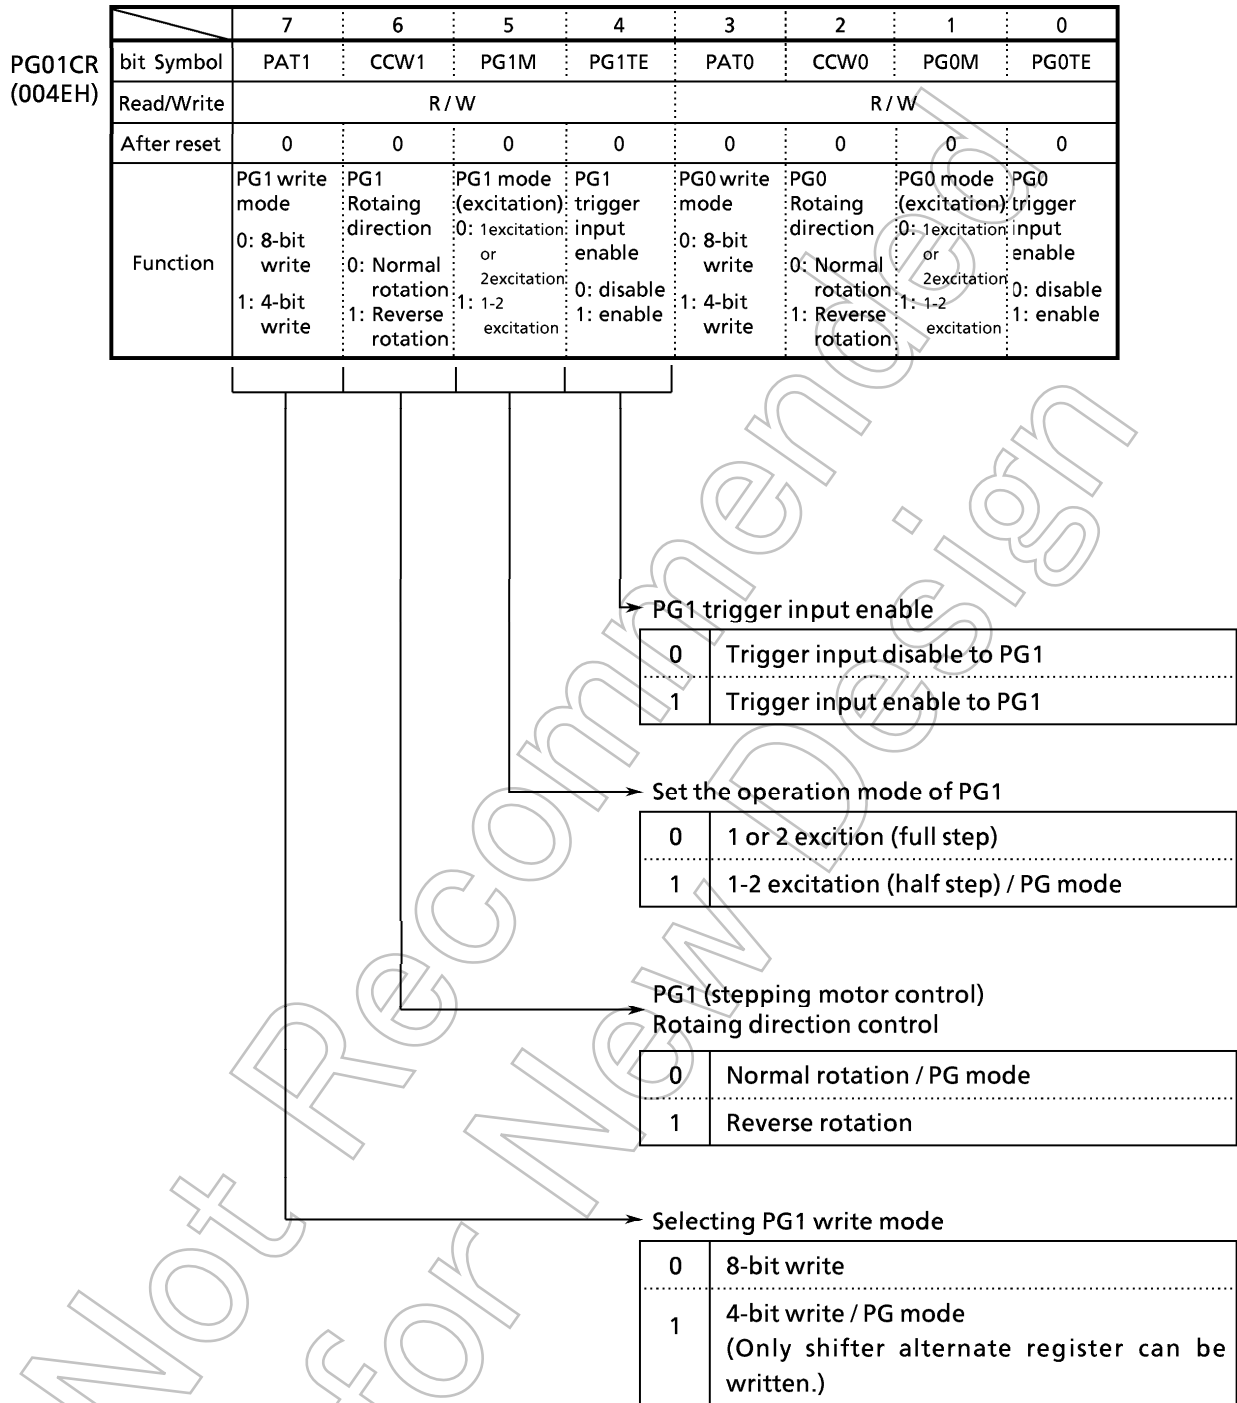 7 6 5 4 3 2 1 0
PG01CR
(004EH)
bit Symbol PAT1 CCW1 PG1M PG1TE PAT0 CCW0 PG0M PG0TE
Read/Write R / W R / W
After reset 0 0 0 0 0 0 0 0
Function
PG1 write
mode
0: 8-bit
write
1: 4-bit
write
PG1
Rotaing
direction
0: Normal
rotation
1: Reverse
rotation
PG1 mode
(excitation)
0: 1excitation
or
2excitation
1: 1-2
excitation
PG1
trigger
input
enable
0: disable
1: enable
PG0 write
mode
0: 8-bit
write
1: 4-bit
write
PG0
Rotaing
direction
0: Normal
rotation
1: Reverse
rotation
PG0 mode
(excitation)
0: 1excitation
or
2excitation
1: 1-2
excitation
PG0
trigger
input
enable
0: disable
1: enable
PG1 trigger input enable
0 Trigger input disable to PG1
1 Trigger input enable to PG1
Set the operation mode of PG1
0 1 or 2 excition (full step)
1 1-2 excitation (half step) / PG mode
PG1 (stepping motor control)
Rotaing direction control
0 Normal rotation / PG mode
1 Reverse rotation
Selecting PG1 write mode
0 8-bit write
1 4-bit write / PG mode
(Only shifter alternate register can be
written.)
Not Recommended
for New Design